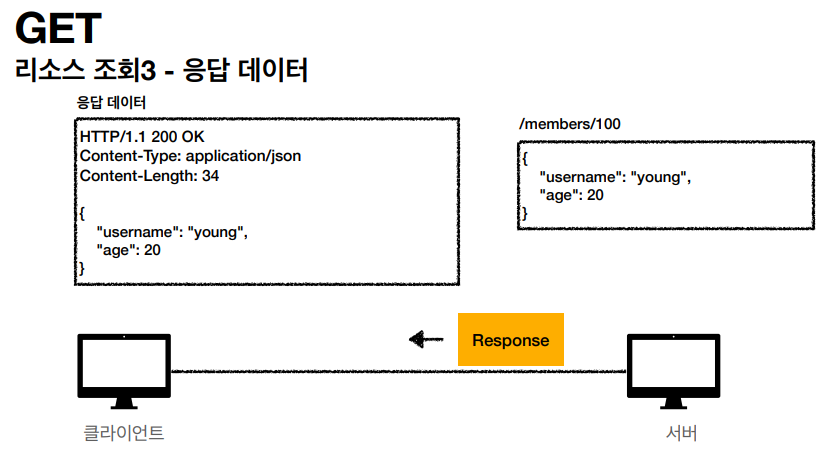 GET
리소스 조회3 - 응답 데이터
응답 데이터
HTTP/1.1 200 OK
Content-Type: application/json
Content-Length: 34
{
"username": "young",
"age": 20
}
/members/100
{
"username": "young",
"age": 20
}
Response
클라이언트
서버